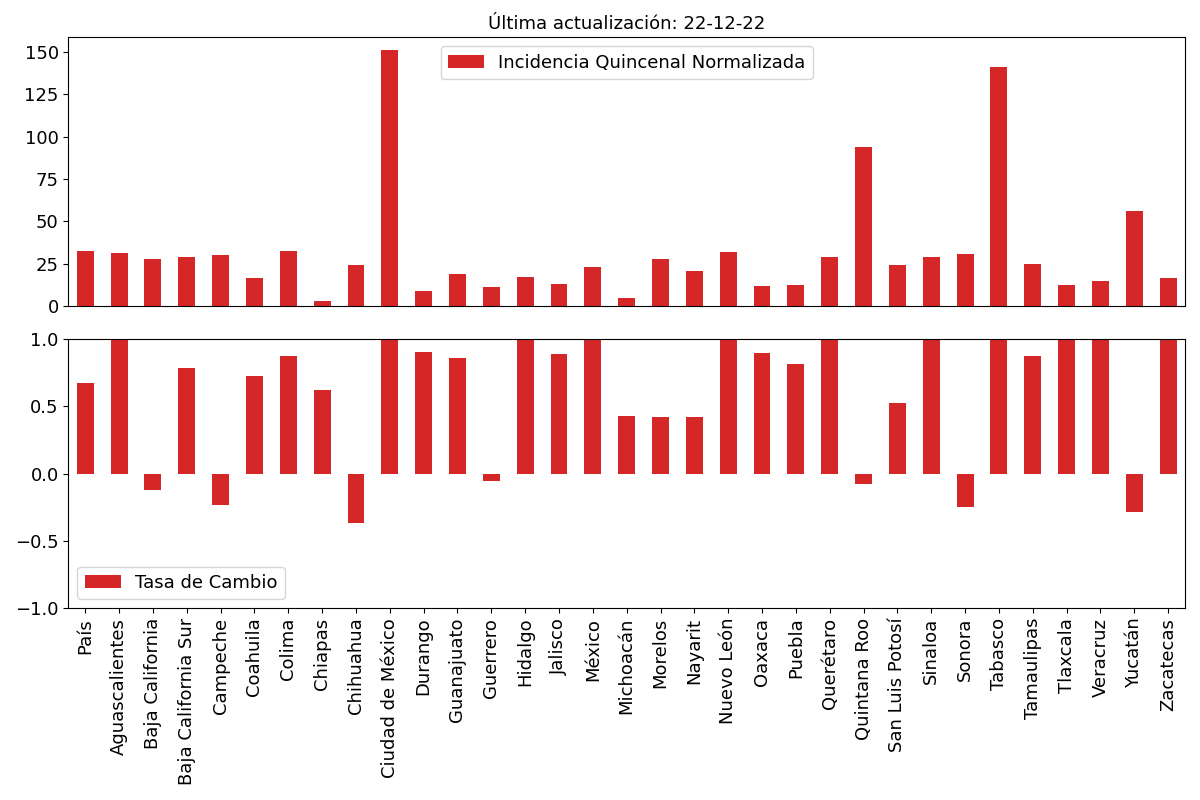 Última actualización: 22-12-22
Incidencia Quincenal Normalizada
150
125
100
75
50
25
0
1.0
0.5
0.0
−0.5
−1.0
Tasa de Cambio
País
Aguascalientes
Baja California
Baja California Sur
Campeche
Coahuila
Colima
Chiapas
Chihuahua
Ciudad de México
Durango
Guanajuato
Guerrero
Hidalgo
Jalisco
México
Michoacán
Morelos
Nayarit
Nuevo León
Oaxaca
Puebla
Querétaro
Quintana Roo
San Luis Potosí
Sinaloa
Sonora
Tabasco
Tamaulipas
Tlaxcala
Veracruz
Yucatán
Zacatecas